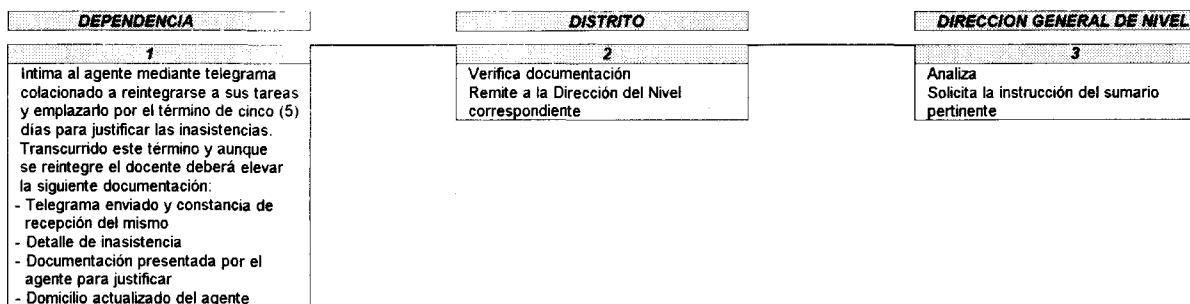 DEPENDENCIA
1
Intima al agente mediante telegrama
colacionado a reintegrarse a sus tareas
y emplazarlo por el término de cinco (5)
días para justificar las inasistencias.
Transcurrido este término y aunque
se reintegre el docente deberá elevar
la siguiente documentación:
- Telegrama enviado y constancia de
recepción del mismo
- Detalle de inasistencia
- Documentación presentada por el
agente para justificar
- Domicilio actualizado del agente
DISTRITO
2
Verifica documentación
Remite a la Dirección del Nivel
correspondiente
DIRECCION GENERAL DE NIVEL
3
Analiza
Solicita la instrucción del sumario
pertinente